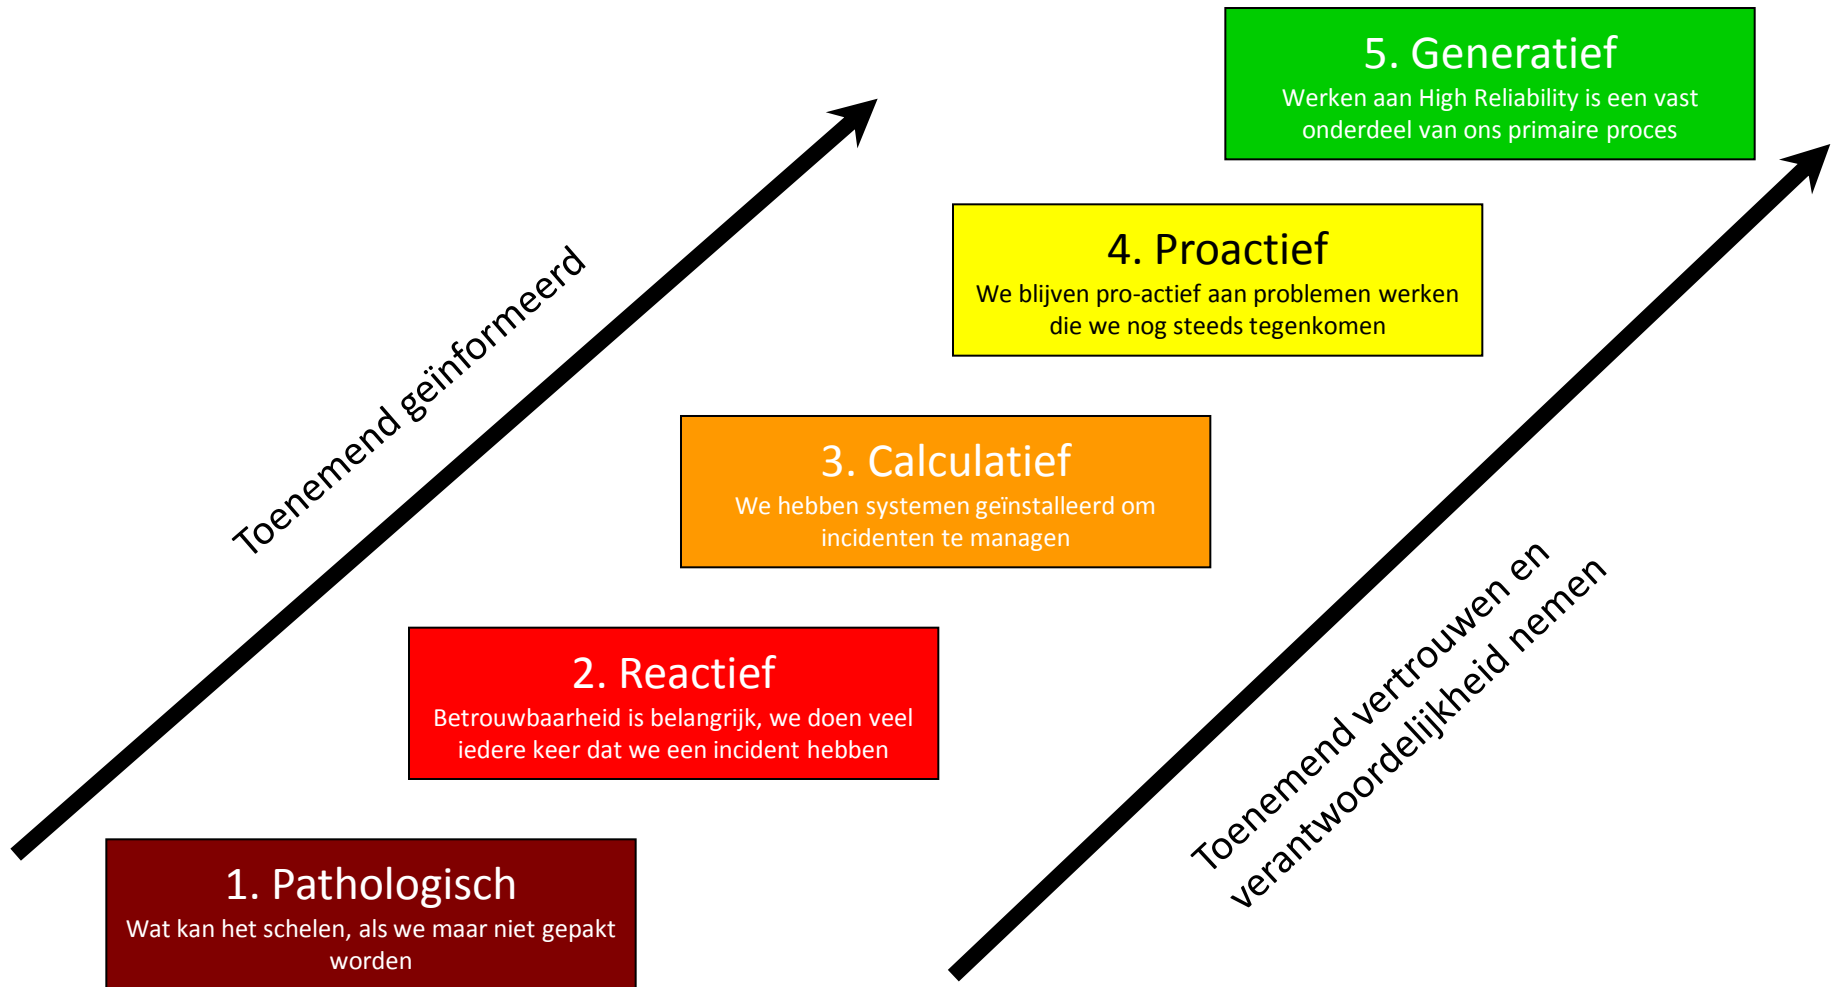 5. Generatief
Werken aan High Reliability is een vast
onderdeel van ons primaire proces
4. Proactief
We blijven pro-actief aan problemen werken
die we nog steeds tegenkomen
Toenemend geïnformeerd
3. Calculatief
We hebben systemen geïnstalleerd om
incidenten te managen
2. Reactief
Betrouwbaarheid is belangrijk, we doen veel
iedere keer dat we een incident hebben
Toenemend vertrouwen en
verantwoordelijkheid nemen
1. Pathologisch
Wat kan het schelen, als we maar niet gepakt
worden